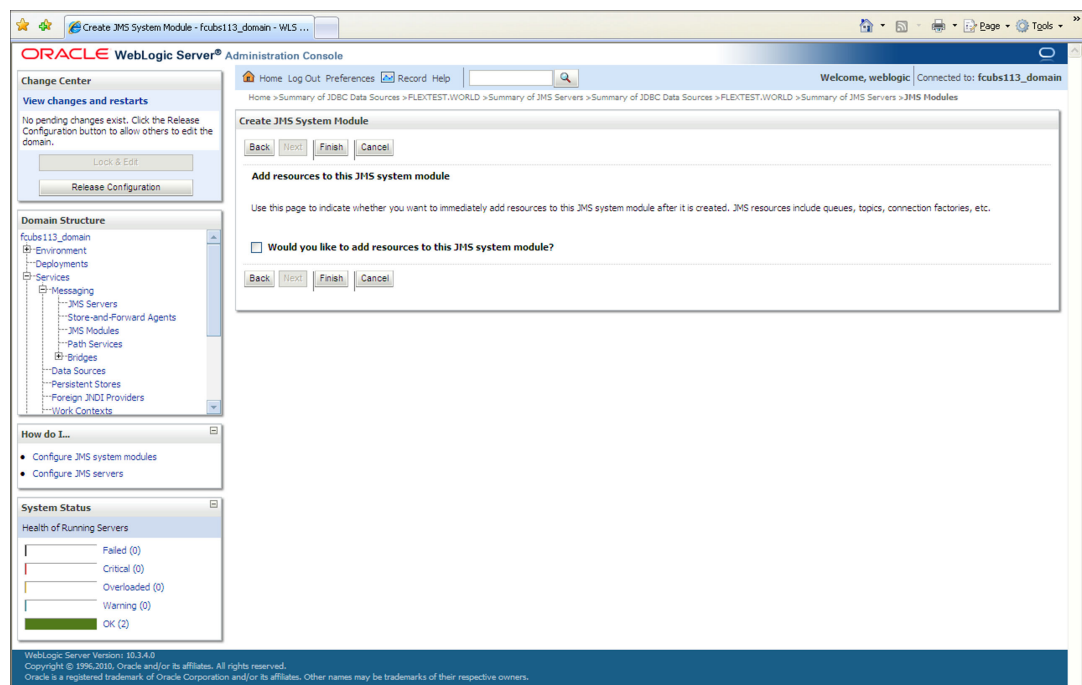 Create JMS System Module - fcubs113_domain - WLS ...
Page
Tools
»
ORACLE WebLogic Server® Administration Console
Change Center
View changes and restarts
No pending changes exist. Click the Release
Configuration button to allow others to edit the
domain.
Lock & Edit
Release Configuration
Domain Structure
fcubs113_domain
Environment
Deployments
Services
Messaging
JMS Servers
Store-and-Forward Agents
JMS Modules
Path Services
Bridges
Data Sources
Persistent Stores
Foreign JNDI Providers
Work Contexts
How do I...
Configure JMS system modules
Configure JMS servers
System Status
Health of Running Servers
Failed (0)
Critical (0)
Overloaded (0)
Warning (0)
OK (2)
Home Log Out Preferences Record Help
Welcome, weblogic Connected to: fcubs113_domain
Home >Summary of JDBC Data Sources >FLEXTEST.WORLD >Summary of JMS Servers >Summary of JDBC Data Sources >FLEXTEST.WORLD >Summary of JMS Servers >JMS Modules
Create JMS System Module
Back Next Finish Cancel
Add resources to this JMS system module
Use this page to indicate whether you want to immediately add resources to this JMS system module after it is created. JMS resources include queues, topics, connection factories, etc.
Would you like to add resources to this JMS system module?
Back Next Finish Cancel
WebLogic Server Version: 10.3.4.0
Copyright © 1996,2010, Oracle and/or its affiliates. All rights reserved.
Oracle is a registered trademark of Oracle Corporation and/or its affiliates. Other names may be trademarks of their respective owners.